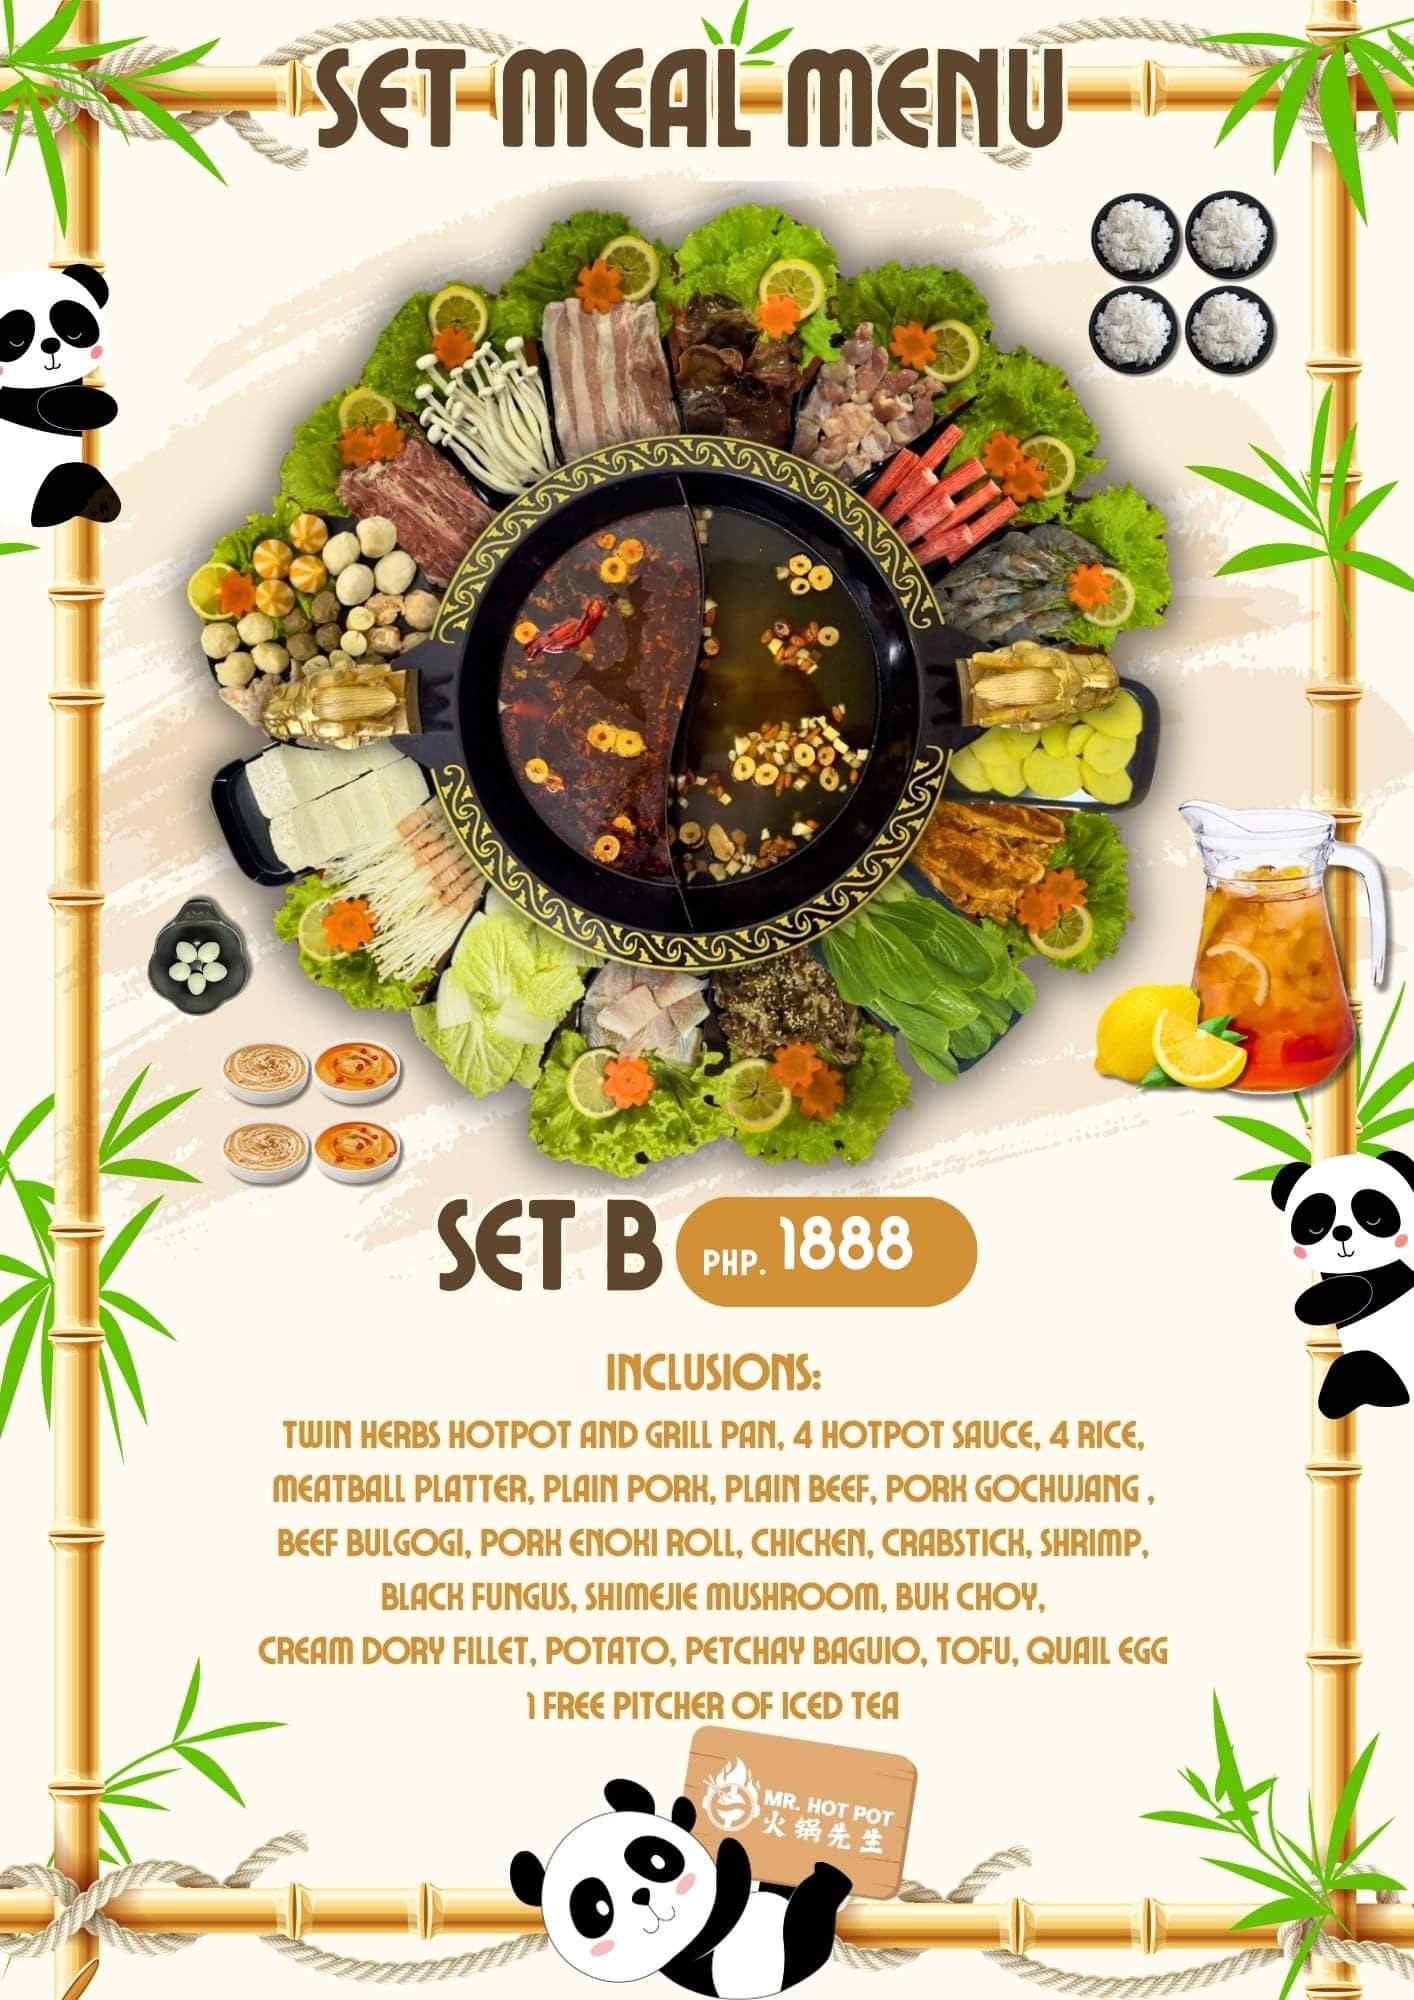 SET MEAL MENU
SET B
PHP. 1888
INCLUSIONS:
TWIN HERBS HOTPOT AND GRILL PAN, 4 HOTPOT SAUCE, 4 RICE,
MEATBALL PLATTER, PLAIN PORK, PLAIN BEEF, PORK GOCHUJANG ,
BEEF BULGOGI, PORK ENOKI ROLL, CHICKEN, CRABSTICK, SHRIMP,
BLACK FUNGUS, SHIMEJIE MUSHROOM, BUK CHOY,
CREAM DORY FILLET, POTATO, PETCHAY BAGUIO, TOFU, QUAIL EGG
1 FREE PITCHER OF ICED TEA
MR. HOT POT
火锅先生